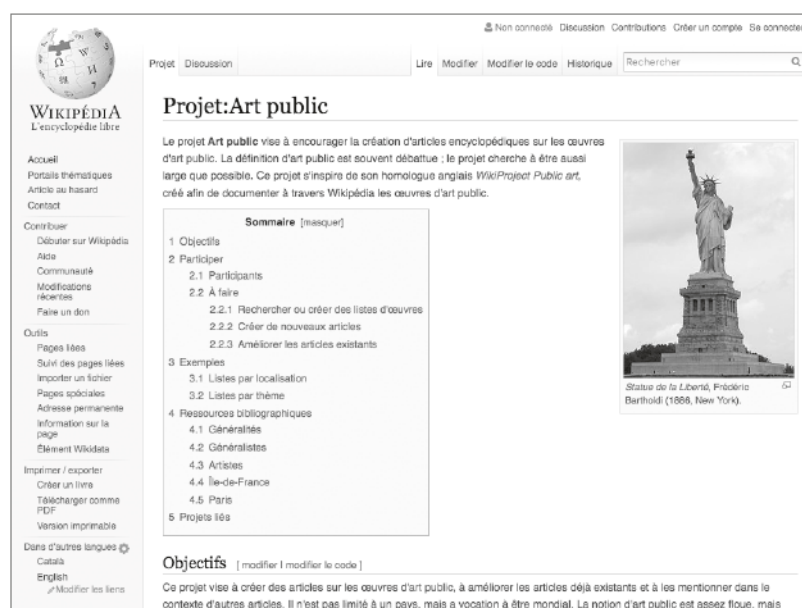 Non connecté Discussion Contributions Créer un compte Se connecter
Projet Discussion Lire Modifier Modifier le code Historique Rechercher
WIKIPÉDIA
L'encyclopédie libre
Accueil
Portails thématiques
Article au hasard
Contact
Contribuer
Débuter sur Wikipédia
Aide
Communauté
Modifications
récentes
Faire un don
Outils
Pages liées
Suivi des pages liées
Importer un fichier
Pages spéciales
Adresse permanente
Information sur la
page
Élément Wikidata
Imprimer / exporter
Créer un livre
Télécharger comme
PDF
Version imprimable
Dans d'autres langues
Català
English
Modifier les liens
Projet:Art public
Le projet Art public vise à encourager la création d'articles encyclopédiques sur les œuvres
d'art public. La définition d'art public est souvent débattue ; le projet cherche à être aussi
large que possible. Ce projet s'inspire de son homologue anglais WikiProject Public art,
créé afin de documenter à travers Wikipédia les œuvres d'art public.
Sommaire [masquer]
1 Objectifs
2 Participer
2.1 Participants
2.2 À faire
2.2.1 Rechercher ou créer des listes d'œuvres
2.2.2 Créer de nouveaux articles
2.2.3 Améliorer les articles existants
3 Exemples
3.1 Listes par localisation
3.2 Listes par thème
4 Ressources bibliographiques
4.1 Généralités
4.2 Généralistes
4.3 Artistes
4.4 Île-de-France
4.5 Paris
5 Projets liés
Statue de la Liberté, Frédéric
Bartholdi (1886, New York).
Objectifs [ modifier | modifier le code ]
Ce projet vise à créer des articles sur les œuvres d'art public, à améliorer les articles déjà existants et à les mentionner dans le
contexte d'autres articles. Il n'est pas limité à un pays, mais a vocation à être mondial. La notion d'art public est assez floue, mais